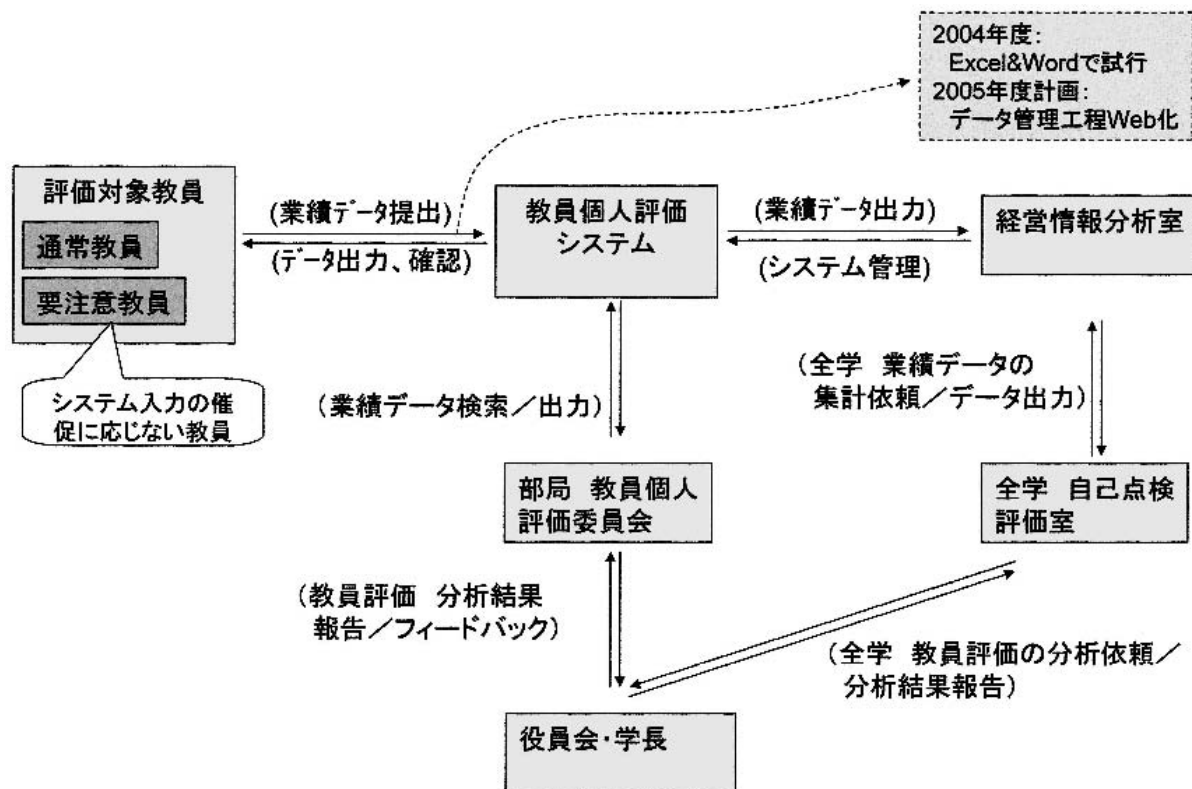 2004年度:
Excel&Wordで試行
2005年度計画:
データ管理工程Web化
評価対象教員
通常教員
要注意教員
システム入力の催
促に応じない教員
(業績データ提出)
(データ出力、確認)
教員個人評価
システム
(業績データ出力)
(システム管理)
経営情報分析室
(業績データ検索／出力)
(全学 業績データの
集計依頼／データ出力)
部局 教員個人
評価委員会
全学 自己点検
評価室
(教員評価 分析結果
報告／フィードバック)
(全学 教員評価の分析依頼／
分析結果報告)
役員会・学長